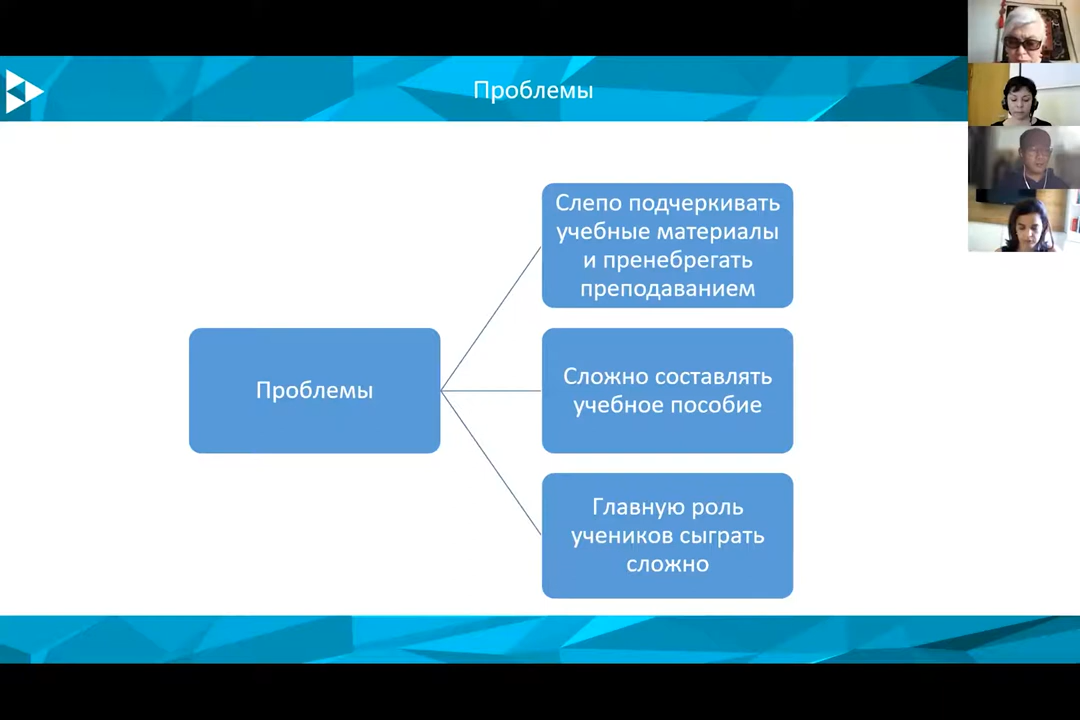 Проблемы
Проблемы
Слепо подчеркивать
учебные материалы
и пренебрегать
преподаванием
Сложно составлять
учебное пособие
Главную роль
учеников сыграть
сложно